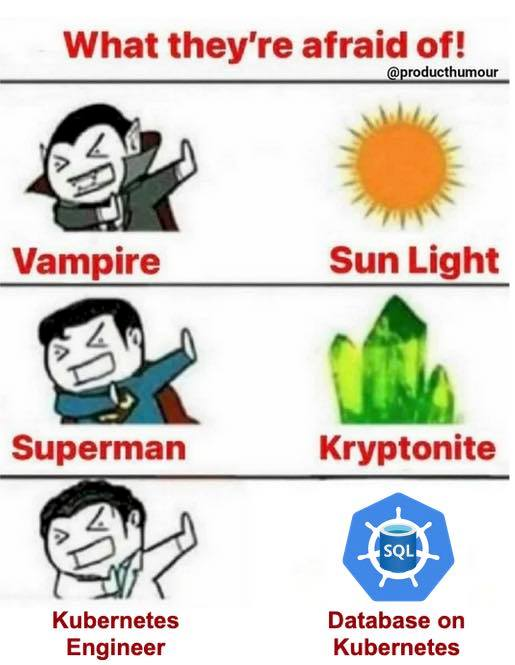 What they're afraid of!
@producthumour
Vampire
Sun Light
Superman
Kryptonite
SQL
Kubernetes
Engineer
Database on
Kubernetes